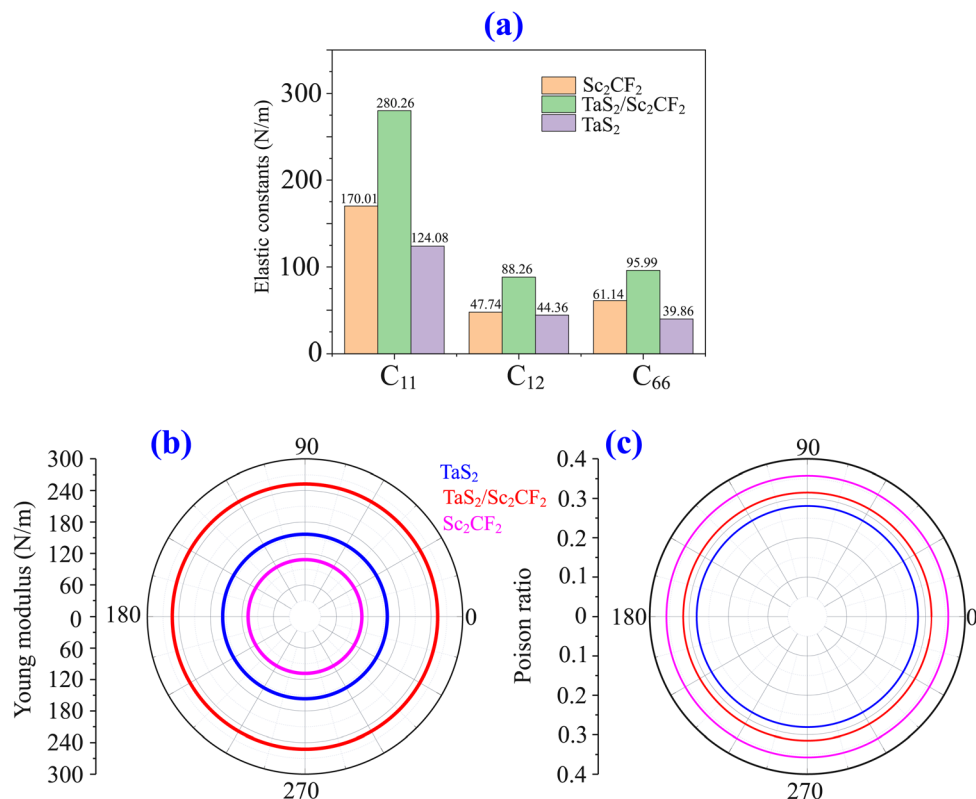 (a)
Elastic constants (N/m)
300
200
100
0
Sc₂CF₂
TaS₂/Sc₂CF₂
TaS₂
170.01
280.26
124.08
47.74
88.26
44.36
61.14
95.99
39.86
C₁₁
C₁₂
C₆₆
(b)
Young modulus (N/m)
300
240
180
120
60
0
60
120
180
240
300
90
180
0
270
TaS₂
TaS₂/Sc₂CF₂
Sc₂CF₂
(c)
Poison ratio
0.4
0.3
0.2
0.1
0.0
0.1
0.2
0.3
0.4
90
180
0
270